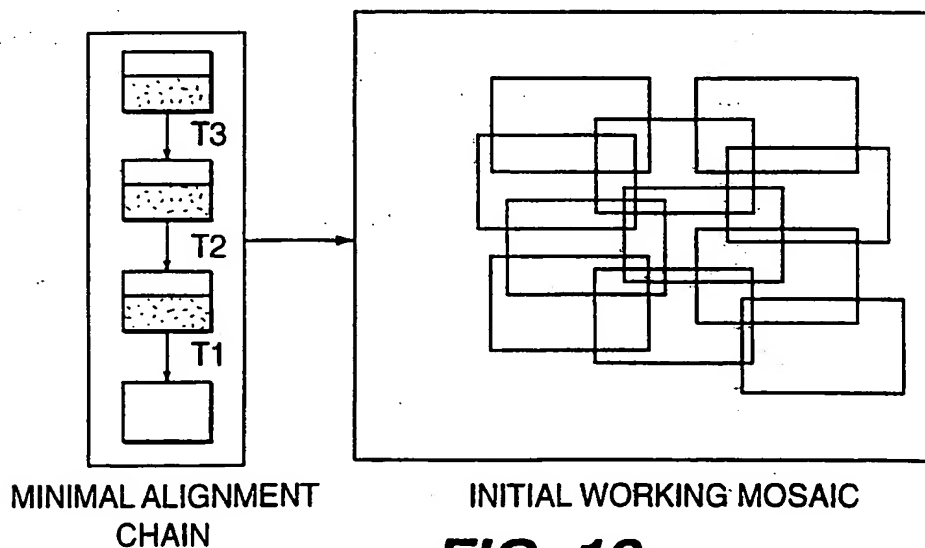 T3
T2
T1
MINIMAL ALIGNMENT
CHAIN
INITIAL WORKING MOSAIC